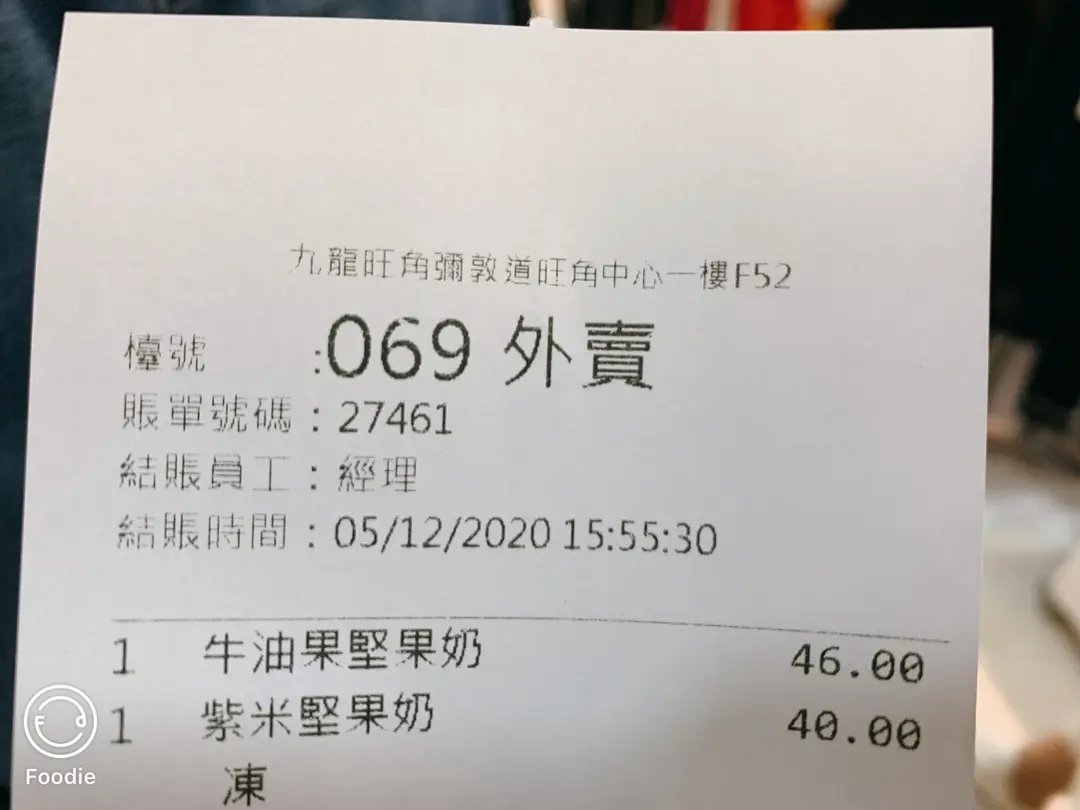 九龍旺角彌敦道旺角中心一樓F52
檯號 :069 外賣
賬單號碼 : 27461
結賬員工 : 經理
結賬時間 : 05/12/2020 15:55:30
1 牛油果堅果奶 46.00
1 紫米堅果奶 40.00
凍
Foodie